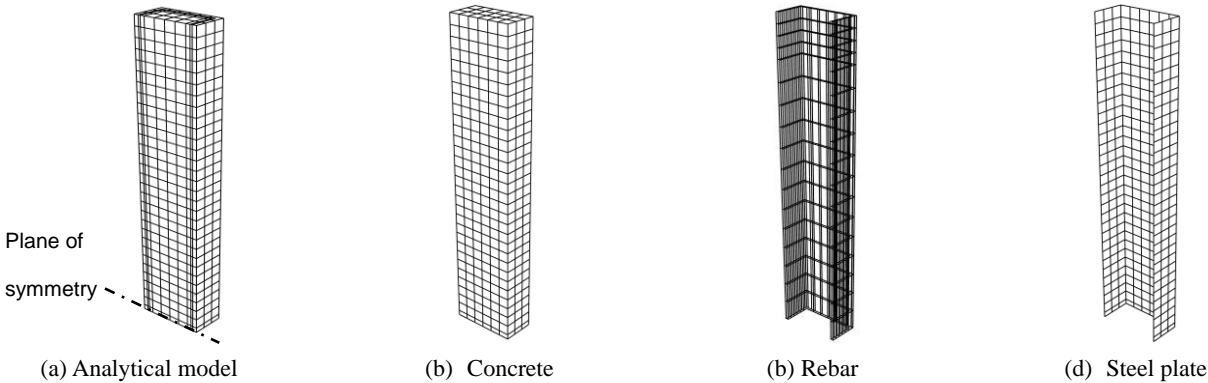 Plane of
symmetry
(a) Analytical model
(b) Concrete
(b) Rebar
(d) Steel plate